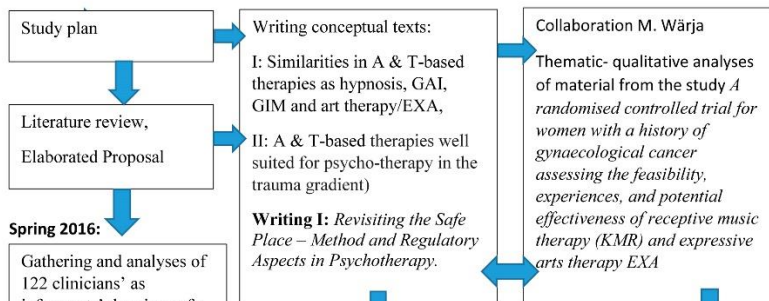 Study plan
Literature review,
Elaborated Proposal
Spring 2016:
Gathering and analyses of
122 clinicians' as
Writing conceptual texts:
I: Similarities in A & T-based
therapies as hypnosis, GAI,
GIM and art therapy/EXA,
II: A & T-based therapies well
suited for psycho-therapy in the
trauma gradient)
Writing I: Revisiting the Safe
Place – Method and Regulatory
Aspects in Psychotherapy.
Collaboration M. Wärja
Thematic- qualitative analyses
of material from the study A
randomised controlled trial for
women with a history of
gynaecological cancer
assessing the feasibility,
experiences, and potential
effectiveness of receptive music
therapy (KMR) and expressive
arts therapy EXA